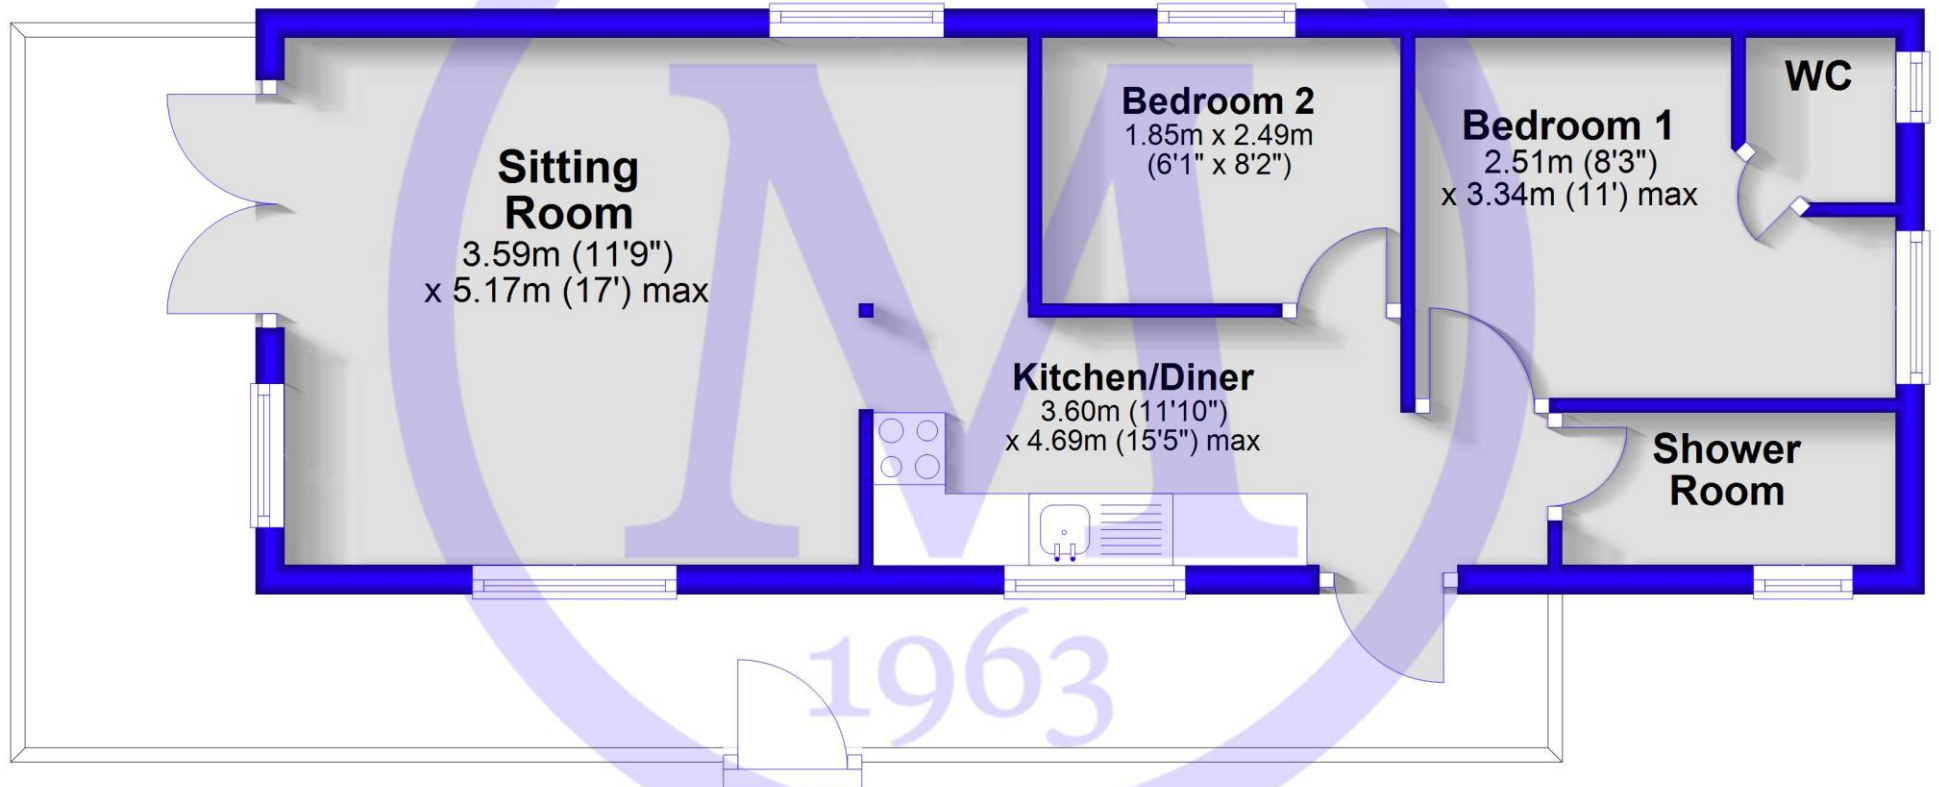 Sitting
Room
3.59m (11'9")
x 5.17m (17') max
Bedroom 2
1.85m x 2.49m
(6'1" x 8'2")
Bedroom 1
2.51m (8'3")
x 3.34m (11') max
WC
Kitchen/Diner
3.60m (11'10")
x 4.69m (15'5") max
Shower
Room
M
1963